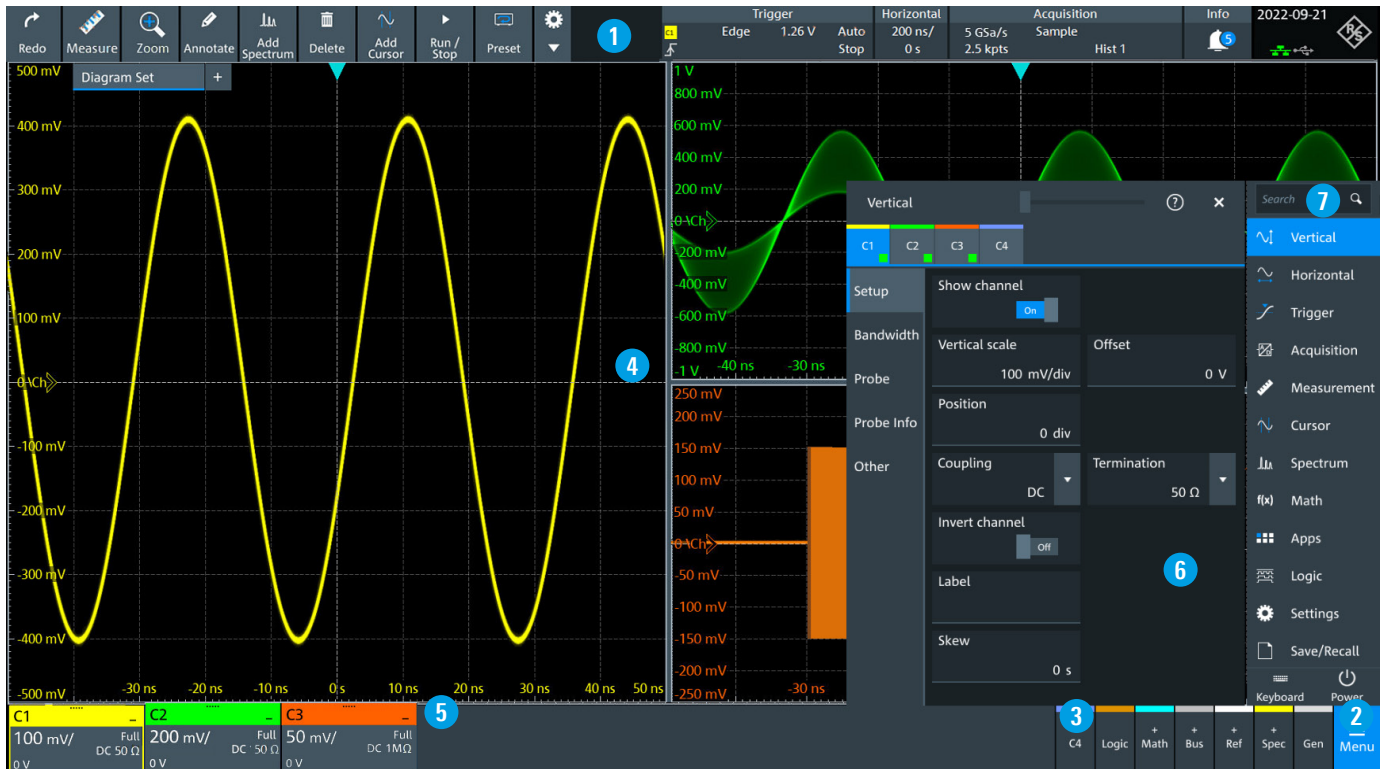 Redo
Measure
Zoom
Annotate
Add Spectrum
Delete
Add Cursor
Run / Stop
Preset
1
C1
Trigger
Edge 1.26 V Auto
Stop
Horizontal
200 ns/
0 s
Acquisition
5 GSa/s Sample
2.5 kpts Hist 1
Info
5
2022-09-21
R&S
Diagram Set +
500 mV
400 mV
300 mV
200 mV
100 mV
0 \Ch
-100 mV
-200 mV
-300 mV
-400 mV
-500 mV
-30 ns -20 ns -10 ns 0 s 10 ns 20 ns 30 ns 40 ns 50 ns
1 V
800 mV
600 mV
400 mV
200 mV
0 \Ch
-200 mV
-400 mV
-600 mV
-800 mV
-1 V
-40 ns -30 ns
4
250 mV
200 mV
150 mV
100 mV
50 mV
0 \Ch
-50 mV
-100 mV
-150 mV
-200 mV
-250 mV
-30 ns
Vertical ? ×
C1 C2 C3 C4
Setup
Bandwidth
Probe
Probe Info
Other
Show channel
On
Vertical scale
100 mV/div
Offset
0 V
Position
0 div
Coupling
DC
Termination
50 Ω
Invert channel
Off
6
Label
Skew
0 s
Search 7
Vertical
Horizontal
Trigger
Acquisition
Measurement
Cursor
Spectrum
f(x) Math
Apps
Logic
Settings
Save/Recall
Keyboard
Power
C1
100 mV/ Full
DC 50 Ω
0 V
C2
200 mV/ Full
DC 50 Ω
0 V
C3
50 mV/ Full
DC 1MΩ
0 V
5
3
C4
Logic
+ Math
+ Bus
+ Ref
+ Spec
Gen
2
Menu